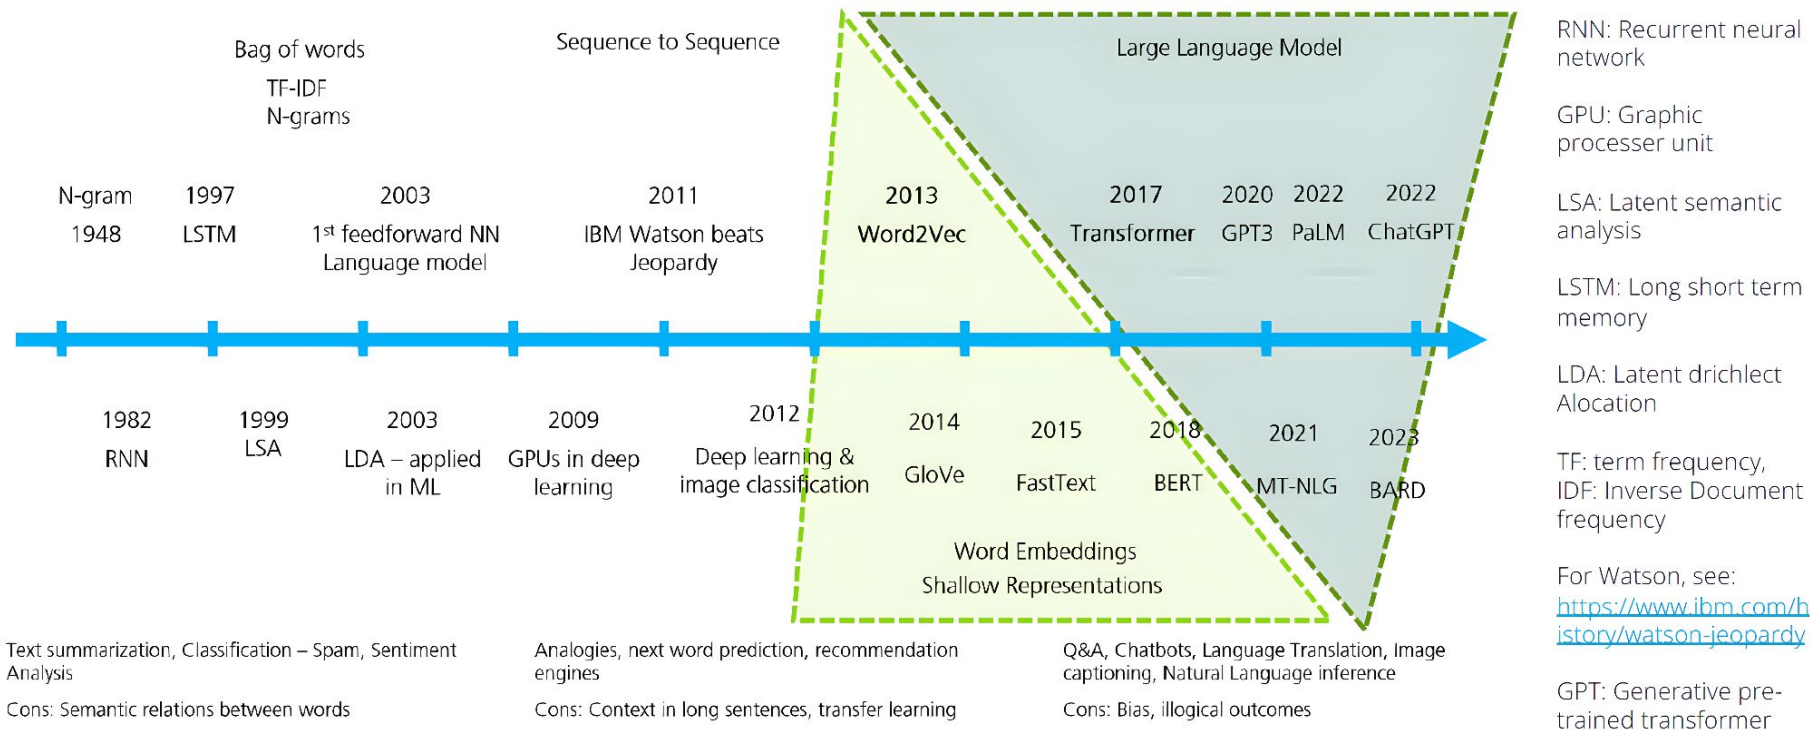 Bag of words
TF-IDF
N-grams
Sequence to Sequence
Large Language Model
N-gram
1948
1997
LSTM
2003
1st feedforward NN
Language model
2011
IBM Watson beats
Jeopardy
2013
Word2Vec
2017
Transformer
2020
GPT3
2022
PaLM
2022
ChatGPT
1982
RNN
1999
LSA
2003
LDA – applied
in ML
2009
GPUs in deep
learning
2012
Deep learning &
image classification
2014
GloVe
2015
FastText
2018
BERT
2021
MT-NLG
2023
BARD
Word Embeddings
Shallow Representations
Text summarization, Classification – Spam, Sentiment
Analysis
Cons: Semantic relations between words
Analogies, next word prediction, recommendation
engines
Cons: Context in long sentences, transfer learning
Q&A, Chatbots, Language Translation, Image
captioning, Natural Language inference
Cons: Bias, illogical outcomes
RNN: Recurrent neural
network
GPU: Graphic
processer unit
LSA: Latent semantic
analysis
LSTM: Long short term
memory
LDA: Latent drichlect
Alocation
TF: term frequency,
IDF: Inverse Document
frequency
For Watson, see:
https://www.ibm.com/h
istory/watson-jeopardy
GPT: Generative pre-
trained transformer